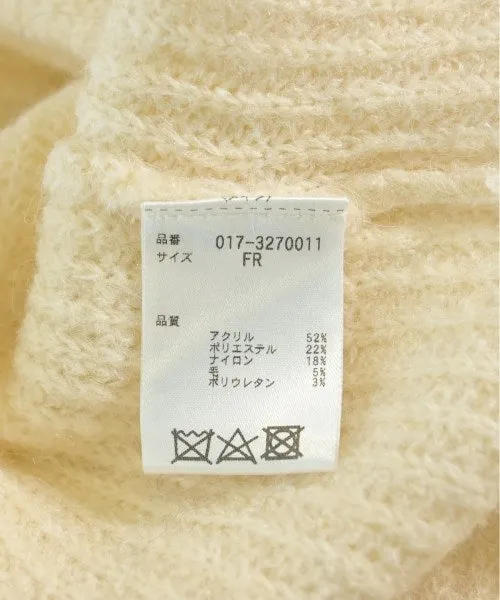 品番 017-3270011
サイズ FR
品質
アクリル 52%
ポリエステル 22%
ナイロン 18%
毛 5%
ポリウレタン 3%